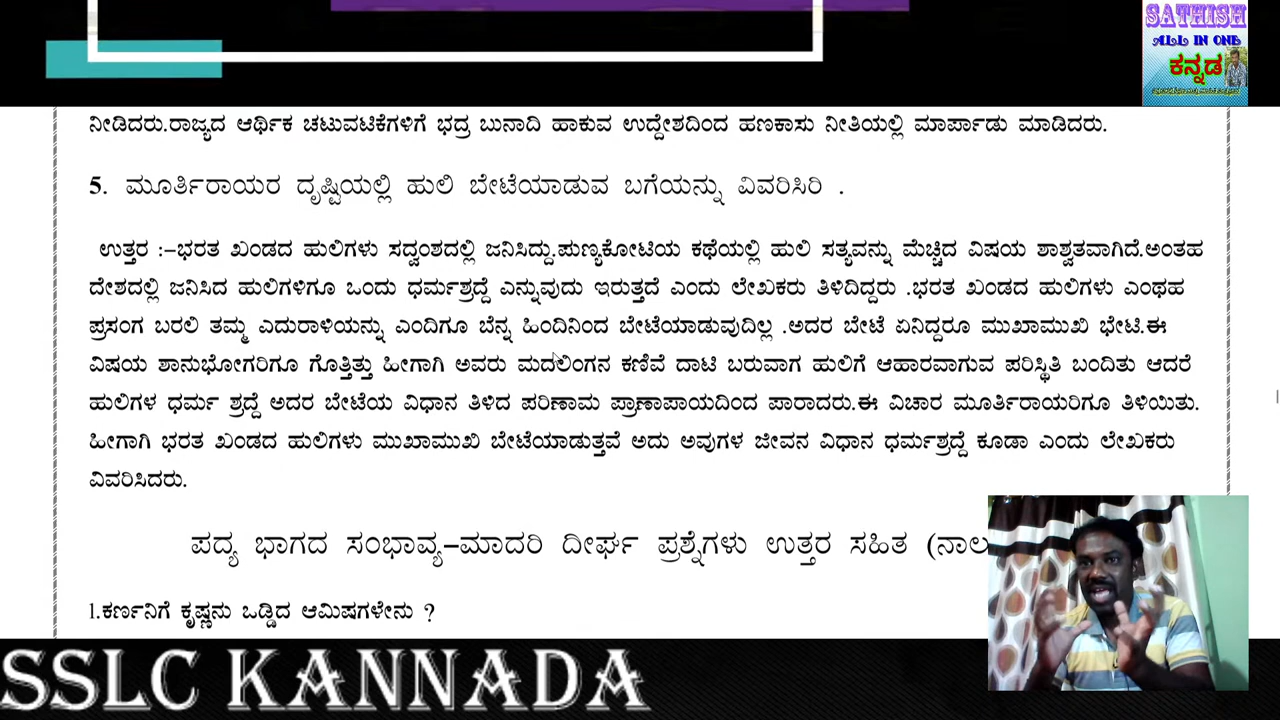 SATHISH
ALL IN ONE
ಕನ್ನಡ
ನೀಡಿದರು.ರಾಜ್ಯದ ಆರ್ಥಿಕ ಚಟುವಟಿಕೆಗಳಿಗೆ ಭದ್ರ ಬುನಾದಿ ಹಾಕುವ ಉದ್ದೇಶದಿಂದ ಹಣಕಾಸು ನೀತಿಯಲ್ಲಿ ಮಾರ್ಪಾಡು ಮಾಡಿದರು.
5. ಮೂರ್ತಿರಾಯರ ದೃಷ್ಟಿಯಲ್ಲಿ ಹುಲಿ ಬೇಟೆಯಾಡುವ ಬಗೆಯನ್ನು ವಿವರಿಸಿರಿ .
ಉತ್ತರ :-ಭರತ ಖಂಡದ ಹುಲಿಗಳು ಸದ್ವಂಶದಲ್ಲಿ ಜನಿಸಿದ್ದು.ಪುಣ್ಯಕೋಟಿಯ ಕಥೆಯಲ್ಲಿ ಹುಲಿ ಸತ್ಯವನ್ನು ಮೆಚ್ಚಿದ ವಿಷಯ ಶಾಶ್ವತವಾಗಿದೆ.ಅಂತಹ
ದೇಶದಲ್ಲಿ ಜನಿಸಿದ ಹುಲಿಗಳಿಗೂ ಒಂದು ಧರ್ಮಶ್ರದ್ದೆ ಎನ್ನುವುದು ಇರುತ್ತದೆ ಎಂದು ಲೇಖಕರು ತಿಳಿದಿದ್ದರು .ಭರತ ಖಂಡದ ಹುಲಿಗಳು ಎಂಥಹ
ಪ್ರಸಂಗ ಬರಲಿ ತಮ್ಮ ಎದುರಾಳಿಯನ್ನು ಎಂದಿಗೂ ಬೆನ್ನ ಹಿಂದಿನಿಂದ ಬೇಟೆಯಾಡುವುದಿಲ್ಲ .ಅದರ ಬೇಟೆ ಏನಿದ್ದರೂ ಮುಖಾಮುಖಿ ಭೇಟಿ.ಈ
ವಿಷಯ ಶಾನುಭೋಗರಿಗೂ ಗೊತ್ತಿತ್ತು ಹೀಗಾಗಿ ಅವರು ಮದಲಿಂಗನ ಕಣಿವೆ ದಾಟಿ ಬರುವಾಗ ಹುಲಿಗೆ ಆಹಾರವಾಗುವ ಪರಿಸ್ಥಿತಿ ಬಂದಿತು ಆದರೆ
ಹುಲಿಗಳ ಧರ್ಮ ಶ್ರದ್ದೆ ಅದರ ಬೇಟೆಯ ವಿಧಾನ ತಿಳಿದ ಪರಿಣಾಮ ಪ್ರಾಣಾಪಾಯದಿಂದ ಪಾರಾದರು.ಈ ವಿಚಾರ ಮೂರ್ತಿರಾಯರಿಗೂ ತಿಳಿಯಿತು.
ಹೀಗಾಗಿ ಭರತ ಖಂಡದ ಹುಲಿಗಳು ಮುಖಾಮುಖಿ ಬೇಟೆಯಾಡುತ್ತವೆ ಅದು ಅವುಗಳ ಜೀವನ ವಿಧಾನ ಧರ್ಮಶ್ರದ್ದೆ ಕೂಡಾ ಎಂದು ಲೇಖಕರು
ವಿವರಿಸಿದರು.
ಪದ್ಯ ಭಾಗದ ಸಂಭಾವ್ಯ-ಮಾದರಿ ದೀರ್ಘ ಪ್ರಶ್ನೆಗಳು ಉತ್ತರ ಸಹಿತ (ನಾಲ
1.ಕರ್ಣನಿಗೆ ಕೃಷ್ಣನು ಒಡ್ಡಿದ ಆಮಿಷಗಳೇನು ?
SSLC KANNADA